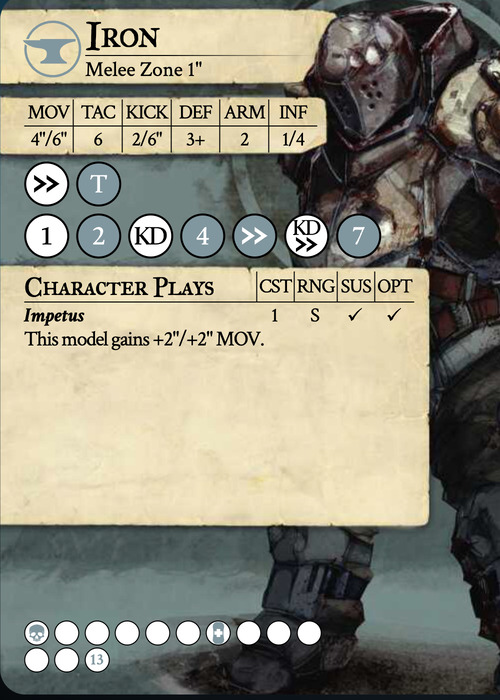 Iron
Melee Zone 1"
MOV TAC KICK DEF ARM INF
4"/6" 6 2/6" 3+ 2 1/4
>> T
1 2 KD 4 >> KD >> 7
Character Plays CST RNG SUS OPT
Impetus 1 S ✓ ✓
This model gains +2"/+2" MOV.
13